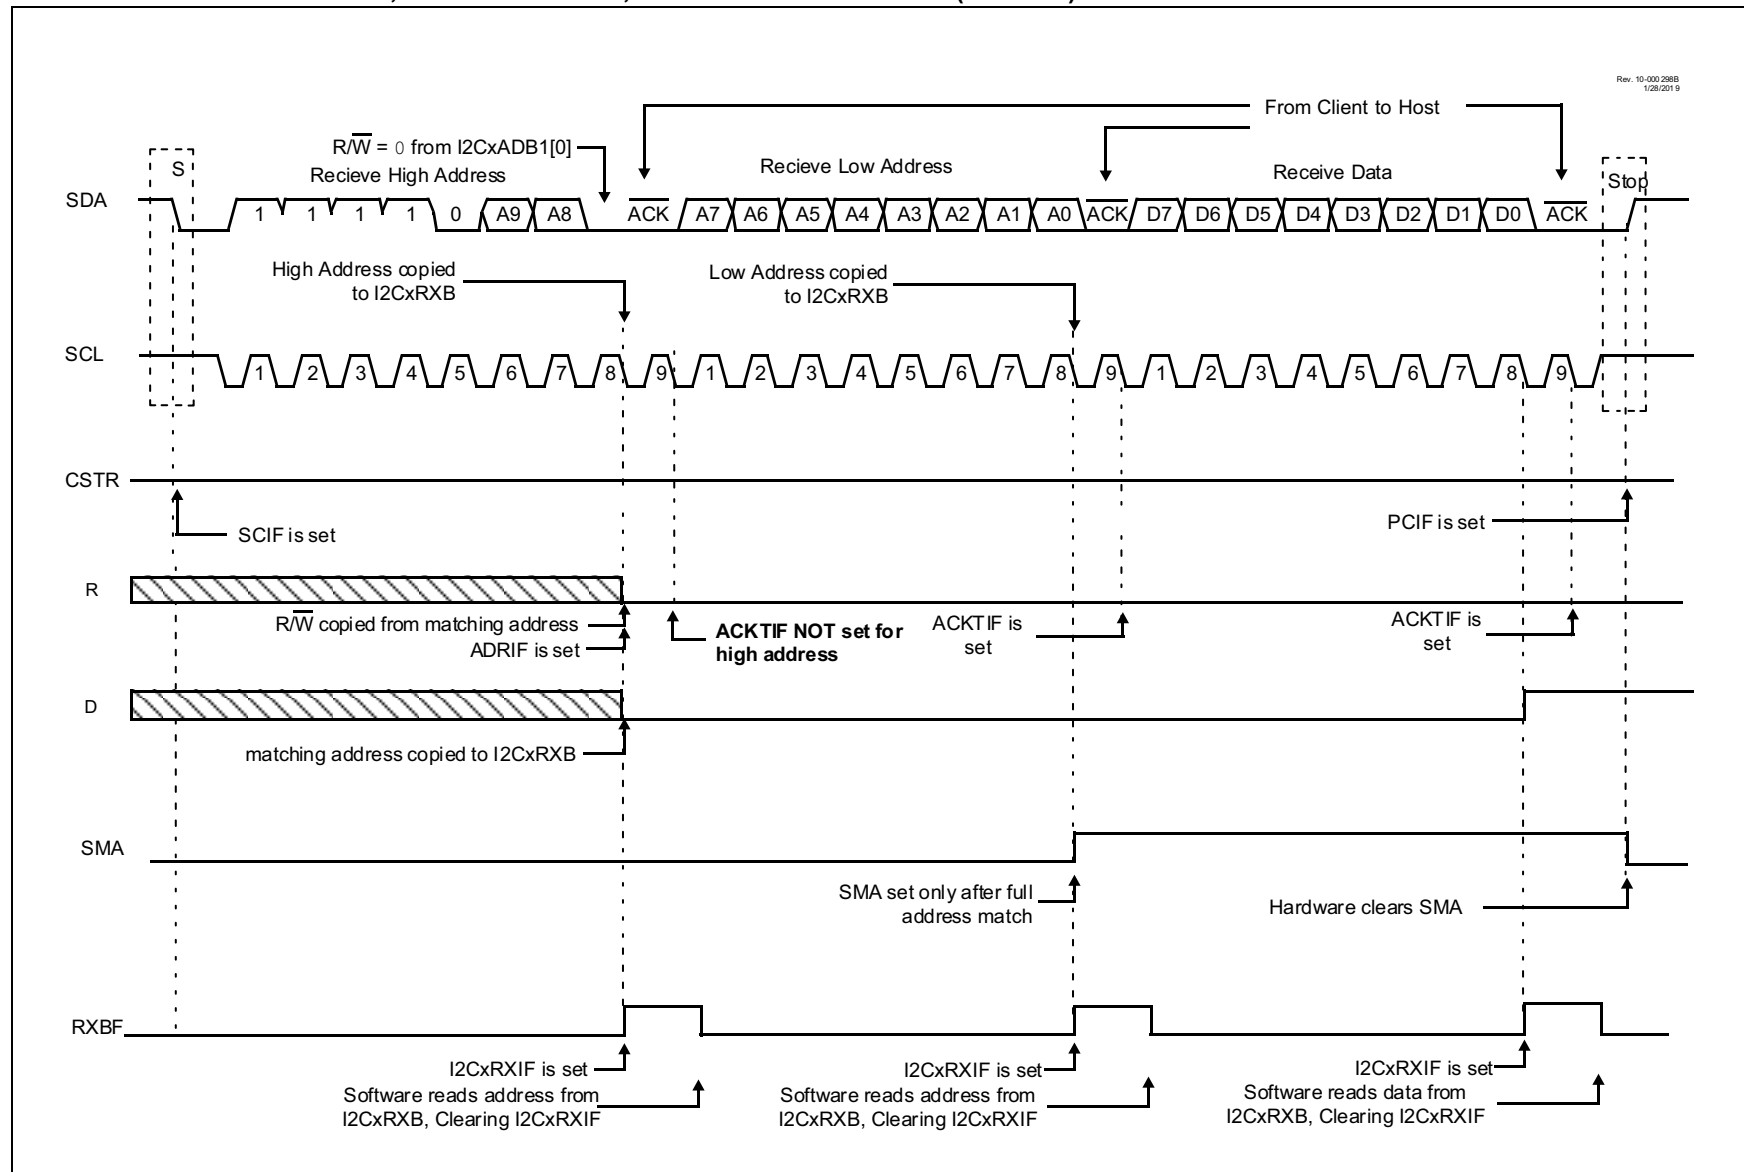 Rev. 10-000 298B
1/28/201 9
From Client to Host
R/W = 0 from I2CxADB1[0]
Recieve High Address
Recieve Low Address
Receive Data
S
Stop
SDA
1 1 1 1 0 A9 A8 ACK A7 A6 A5 A4 A3 A2 A1 A0 ACK D7 D6 D5 D4 D3 D2 D1 D0 ACK
High Address copied
to I2CxRXB
Low Address copied
to I2CxRXB
SCL
1 2 3 4 5 6 7 8 9 1 2 3 4 5 6 7 8 9 1 2 3 4 5 6 7 8 9
CSTR
SCIF is set
PCIF is set
R
R/W copied from matching address
ADRIF is set
ACKTIF NOT set for
high address
ACKTIF is
set
ACKTIF is
set
D
matching address copied to I2CxRXB
SMA
SMA set only after full
address match
Hardware clears SMA
RXBF
I2CxRXIF is set
Software reads address from
I2CxRXB, Clearing I2CxRXIF
I2CxRXIF is set
Software reads address from
I2CxRXB, Clearing I2CxRXIF
I2CxRXIF is set
Software reads data from
I2CxRXB, Clearing I2CxRXIF